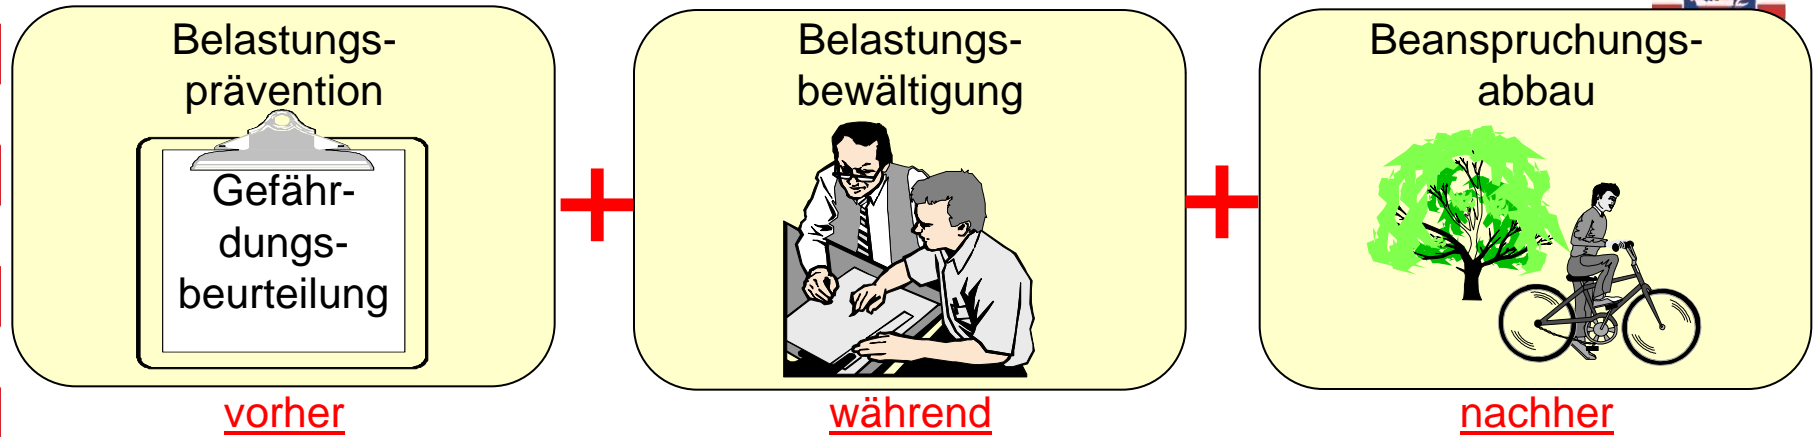 Belastungs-
prävention
Gefähr-
dungs-
beurteilung
vorher
+
Belastungs-
bewältigung
während
+
Beanspruchungs-
abbau
nachher